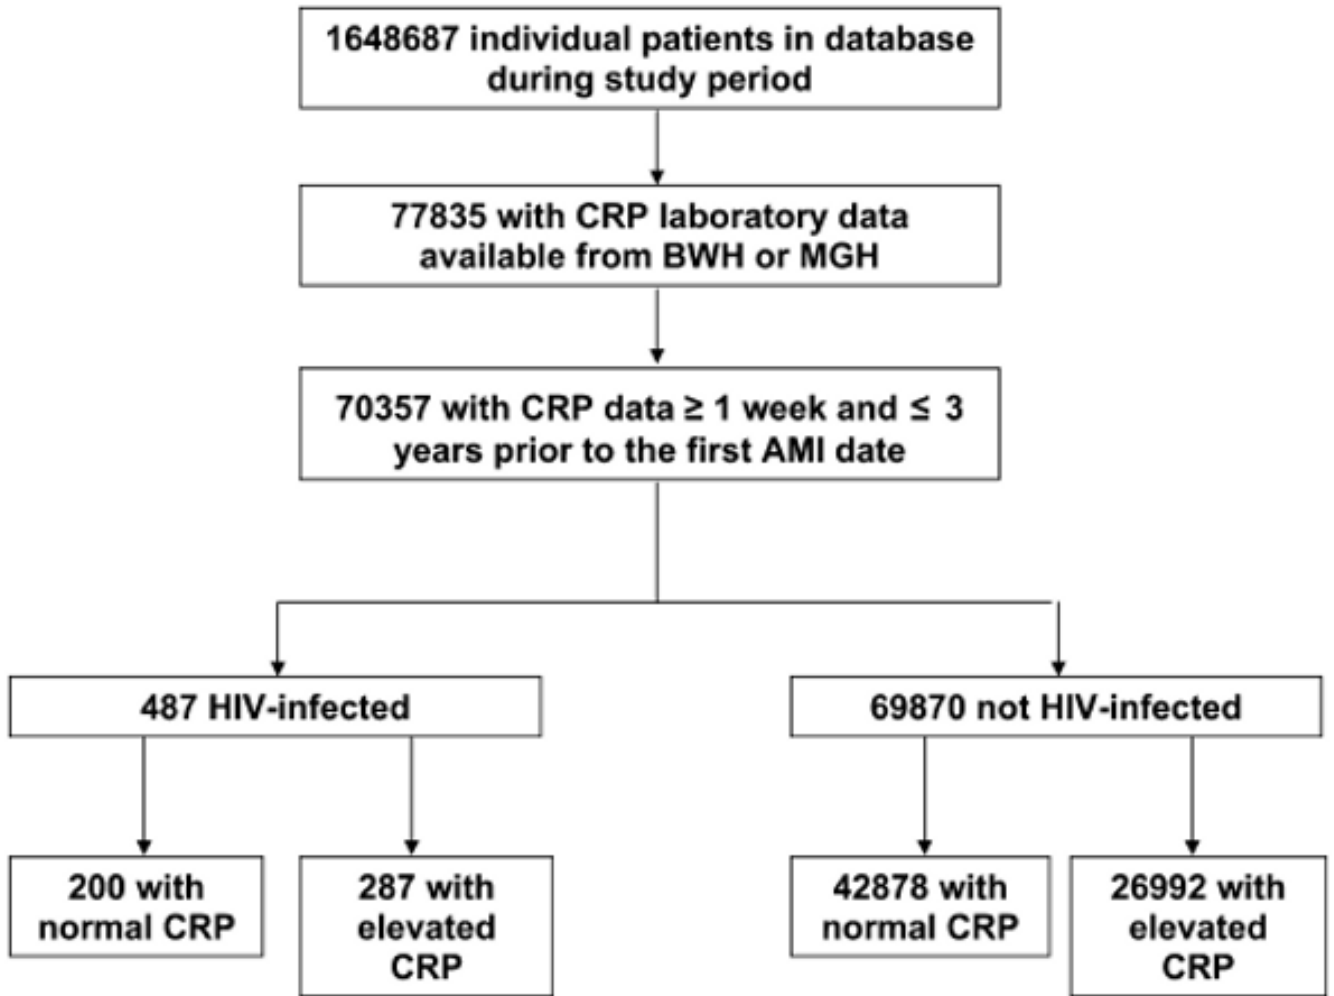 1648687 individual patients in database
during study period
77835 with CRP laboratory data
available from BWH or MGH
70357 with CRP data ≥ 1 week and ≤ 3
years prior to the first AMI date
487 HIV-infected
69870 not HIV-infected
200 with
normal CRP
287 with
elevated
CRP
42878 with
normal CRP
26992 with
elevated
CRP